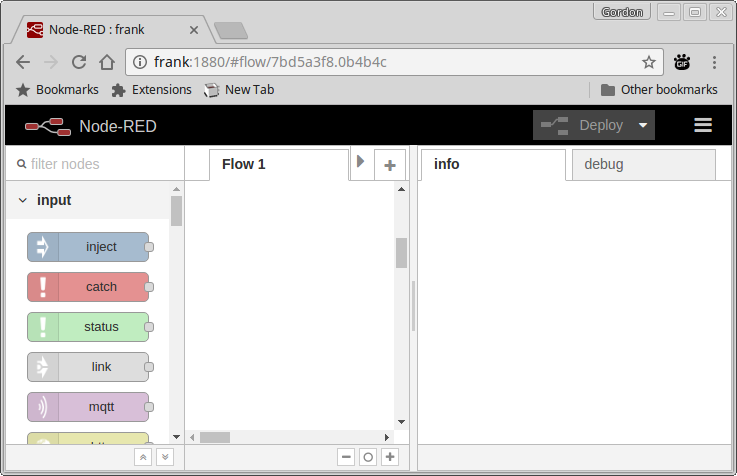 Gordon
Node-RED : frank
frank:1880/#flow/7bd5a3f8.0b4b4c
GIF
Bookmarks Extensions New Tab Other bookmarks
Node-RED Deploy
filter nodes Flow 1 info debug
input
inject
catch
status
link
mqtt